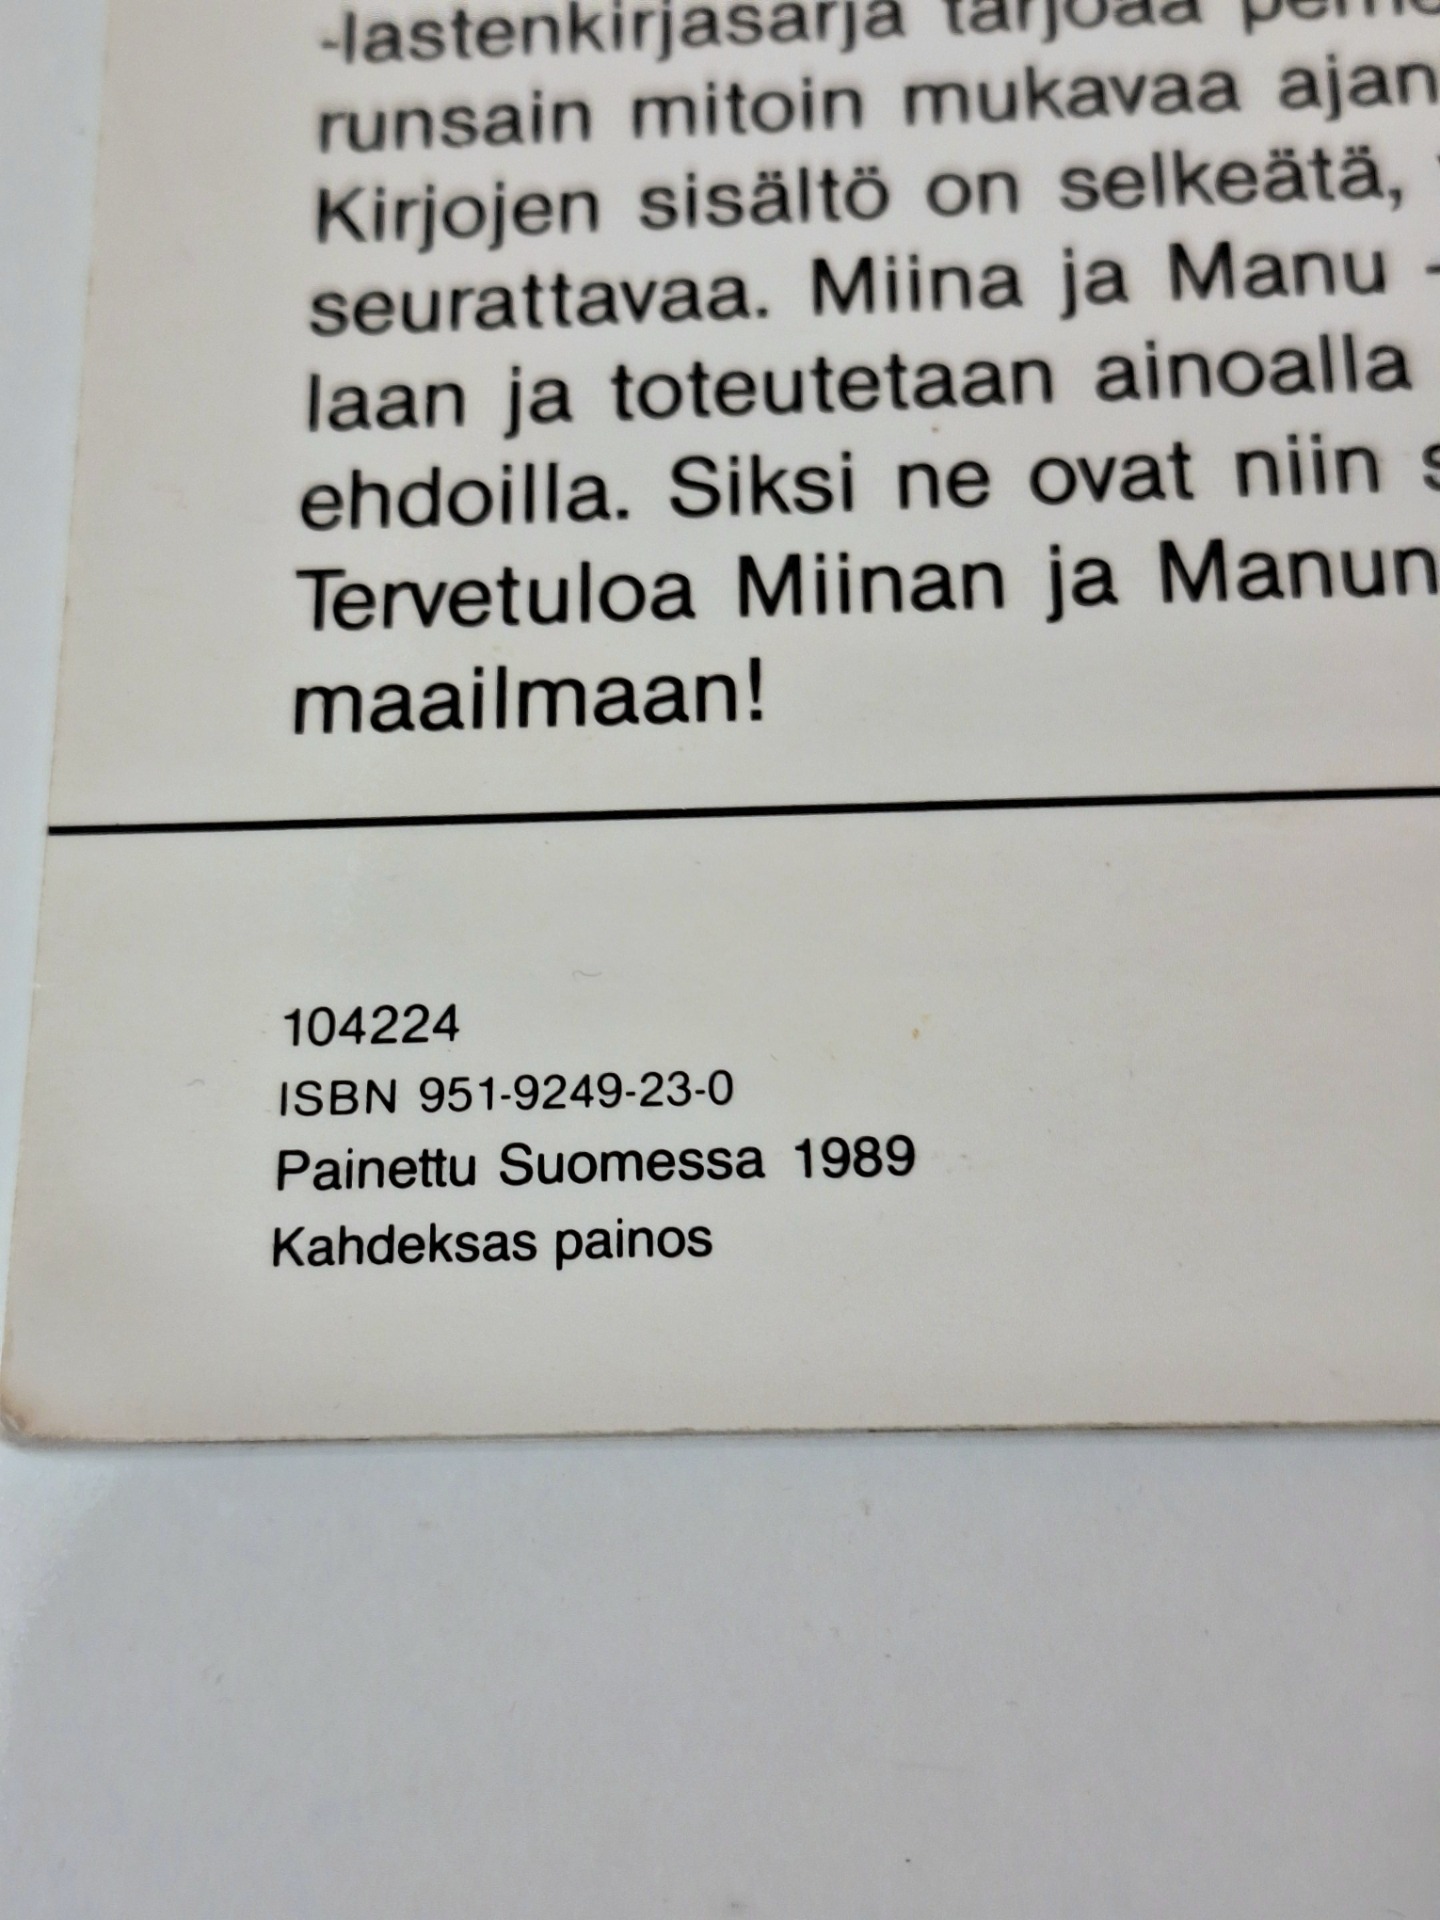 -lastenkirjasarja tarjoaa
runsain mitoin mukavaa ajan
Kirjojen sisältö on selkeätä,
seurattavaa. Miina ja Manu -
laan ja toteutetaan ainoalla
ehdoilla. Siksi ne ovat niin s
Tervetuloa Miinan ja Manun
maailmaan!
104224
ISBN 951-9249-23-0
Painettu Suomessa 1989
Kahdeksas painos